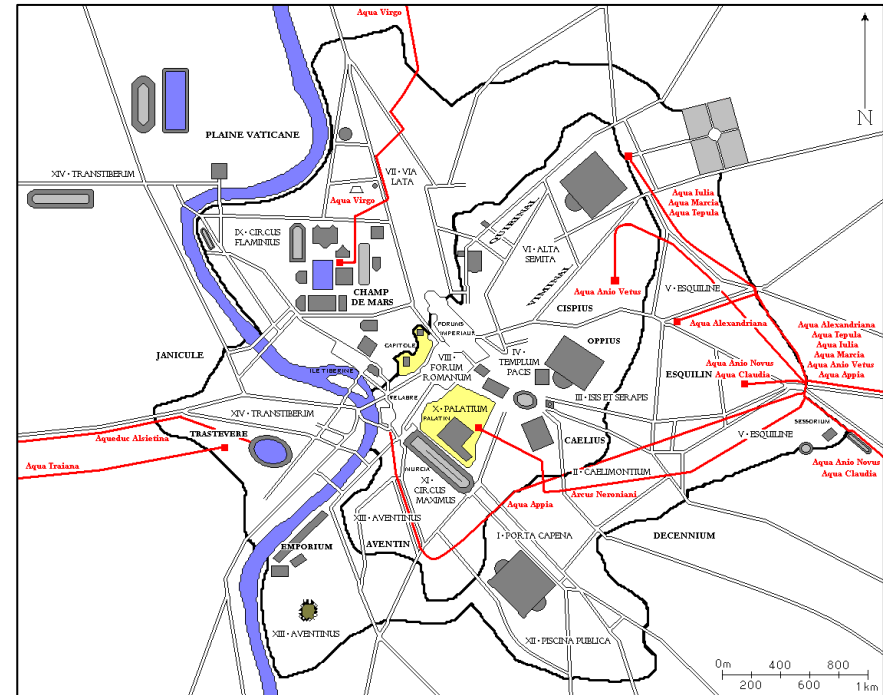 Aqua Virgo
N
PLAINE VATICANE
XIV · TRANSTIBERIM
VII · VIA
LATA
Aqua Iulia
Aqua Marcia
Aqua Tepula
Aqua Virgo
QUIRINAL
IX · CIRCUS
FLAMINIUS
VI · ALTA
SEMITA
VIMINAL
Aqua Anio Vetus
V · ESQUILINE
CHAMP
DE MARS
CISPIUS
FORUMS
IMPERIAUX
Aqua Alexandriana
Aqua Alexandriana
Aqua Tepula
Aqua Iulia
Aqua Marcia
Aqua Anio Vetus
Aqua Appia
CAPITOLE
JANICULE
VIII ·
FORUM
ROMANUM
IV ·
TEMPLUM
PACIS
OPPIUS
ESQUILIN
Aqua Anio Novus
Aqua Claudia
ILE TIBERINE
VELABRE
III · ISIS ET SERAPIS
XIV · TRANSTIBERIM
X · PALATIUM
PALATIN
TRASTEVERE
Aqueduc Alsietina
SESSORIUM
V · ESQUILINE
CAELIUS
Aqua Traiana
MURCIA
XI ·
CIRCUS
MAXIMUS
II · CAELIMONTIUM
Aqua Anio Novus
Aqua Claudia
Arcus Neroniani
Aqua Appia
XIII · AVENTINUS
I · PORTA CAPENA
DECENNIUM
EMPORIUM
AVENTIN
XIII · AVENTINUS
XII · PISCINA PUBLICA
0m 400 800
200 600 1km